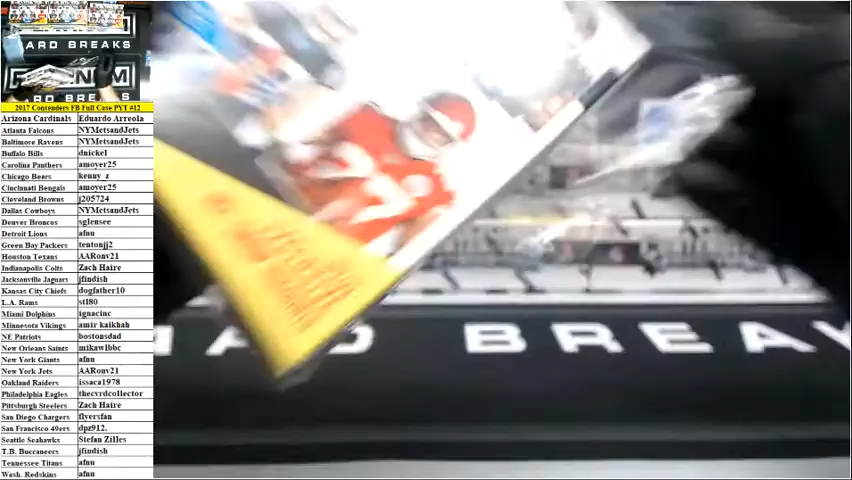 ARD BREAKS
2017 Contenders FB Full Case PYT #12
Arizona Cardinals Eduardo Arreola
Atlanta Falcons NYMetsandJets
Baltimore Ravens NYMetsandJets
Buffalo Bills dnickel
Carolina Panthers amoyer25
Chicago Bears kenny_z
Cincinnati Bengals amoyer25
Cleveland Browns j205724
Dallas Cowboys NYMetsandJets
Denver Broncos sglensee
Detroit Lions afnu
Green Bay Packers tentonjj2
Houston Texans AARonv21
Indianapolis Colts Zach Haire
Jacksonville Jaguars jfindish
Kansas City Chiefs dogfather10
L.A. Rams stl80
Miami Dolphins ignacinc
Minnesota Vikings amir kaikhah
NE Patriots bostonsdad
New Orleans Saints mikawlbbc
New York Giants afnu
New York Jets AARonv21
Oakland Raiders issaca1978
Philadelphia Eagles thecvrdcollector
Pittsburgh Steelers Zach Haire
San Diego Chargers flyersfan
San Francisco 49ers dpz912.
Seattle Seahawks Stefan Zilles
T.B. Buccaneers jfindish
Tennessee Titans afnu
Wash. Redskins afnu
BREA